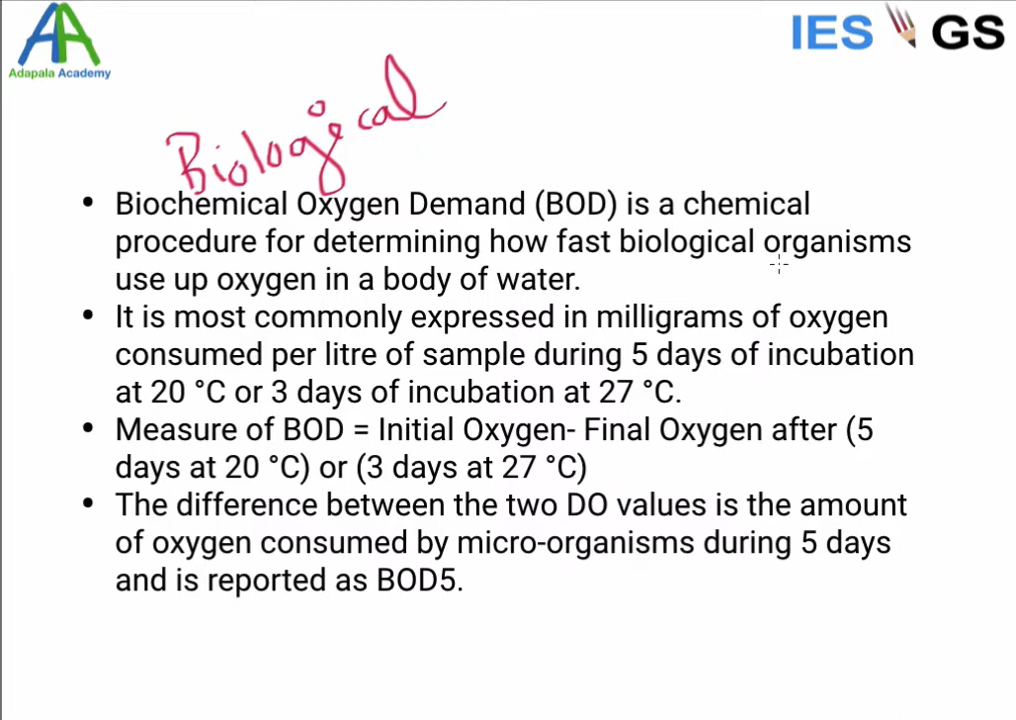 Adapala Academy
IES GS
Biological
• Biochemical Oxygen Demand (BOD) is a chemical
procedure for determining how fast biological organisms
use up oxygen in a body of water.
• It is most commonly expressed in milligrams of oxygen
consumed per litre of sample during 5 days of incubation
at 20 °C or 3 days of incubation at 27 °C.
• Measure of BOD = Initial Oxygen- Final Oxygen after (5
days at 20 °C) or (3 days at 27 °C)
• The difference between the two DO values is the amount
of oxygen consumed by micro-organisms during 5 days
and is reported as BOD5.